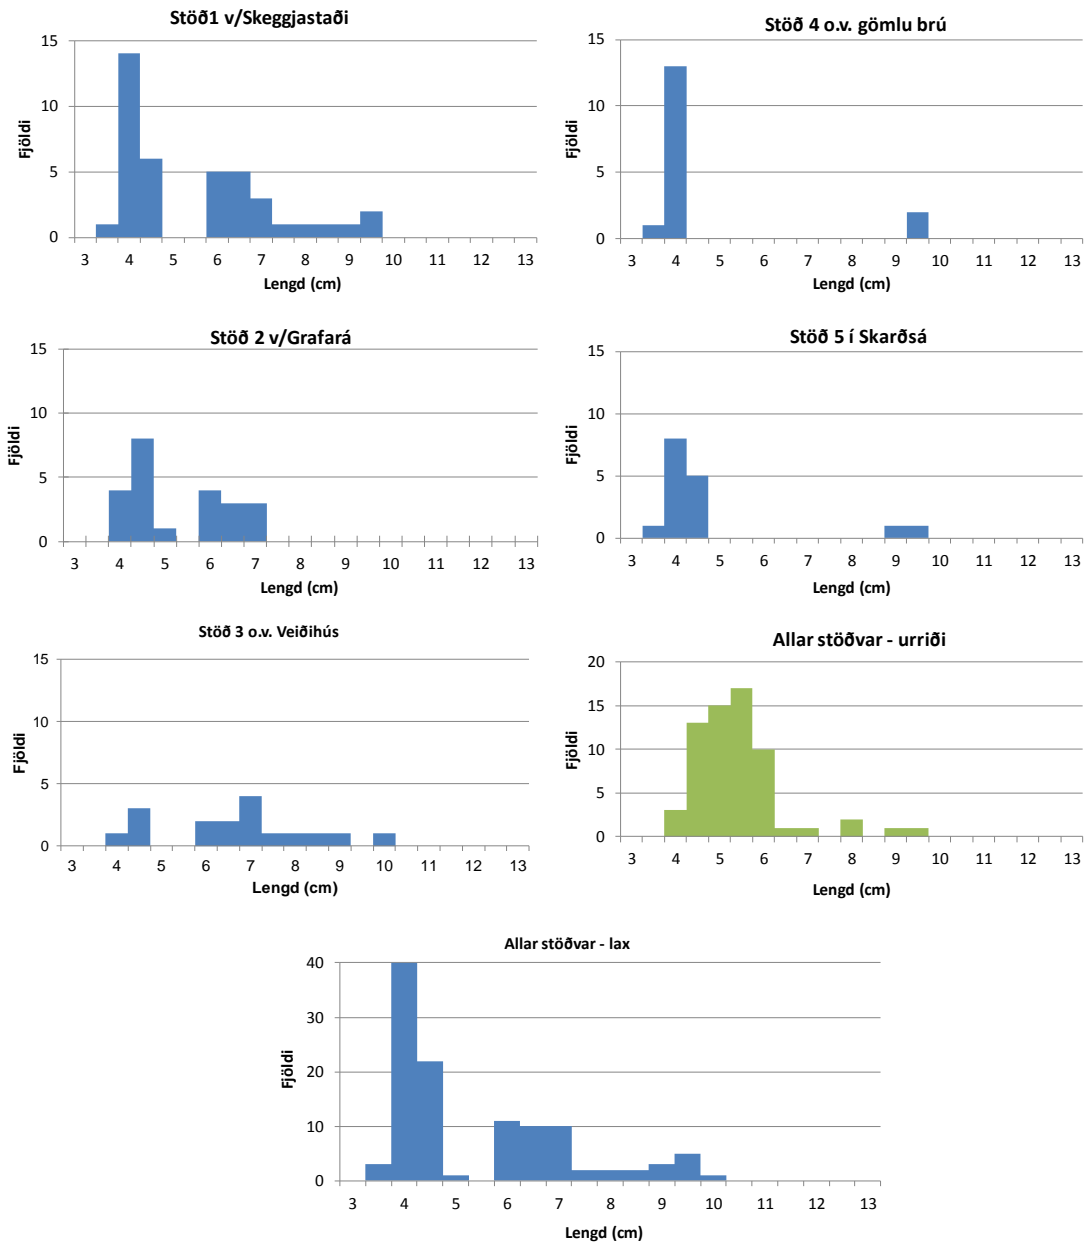 Stöð1 v/Skeggjastaði
15
10
5
0
Fjöldi
3 4 5 6 7 8 9 10 11 12 13
Lengd (cm)
Stöð 4 o.v. gömlu brú
15
10
5
0
Fjöldi
3 4 5 6 7 8 9 10 11 12 13
Lengd (cm)
Stöð 2 v/Grafará
15
10
5
0
Fjöldi
3 4 5 6 7 8 9 10 11 12 13
Lengd (cm)
Stöð 5 í Skarðsá
15
10
5
0
Fjöldi
3 4 5 6 7 8 9 10 11 12 13
Lengd (cm)
Stöð 3 o.v. Veiðihús
15
10
5
0
Fjöldi
3 4 5 6 7 8 9 10 11 12 13
Lengd (cm)
Allar stöðvar - urriði
20
15
10
5
0
Fjöldi
3 4 5 6 7 8 9 10 11 12 13
Lengd (cm)
Allar stöðvar - lax
40
30
20
10
0
Fjöldi
3 4 5 6 7 8 9 10 11 12 13
Lengd (cm)